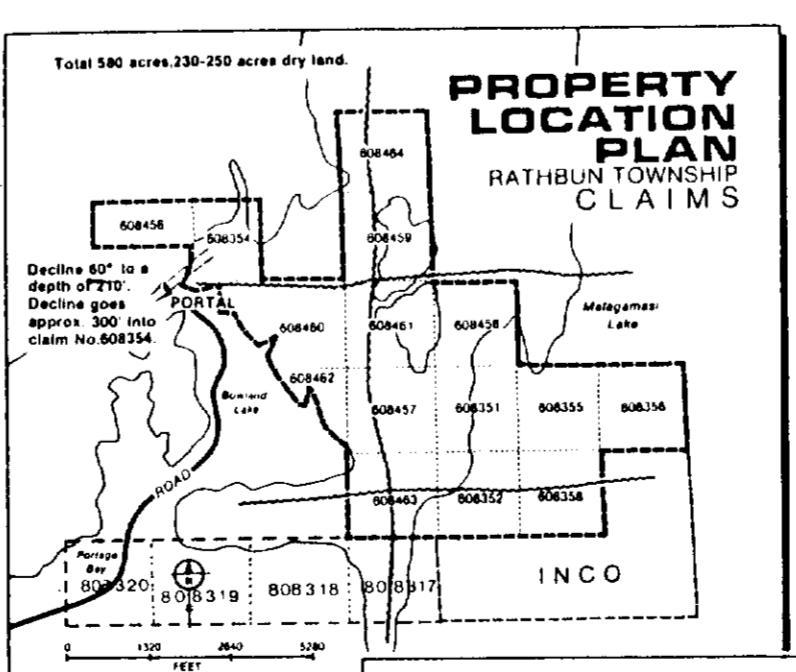 Total 580 acres,230-250 acres dry land.
PROPERTY
LOCATION
PLAN
RATHBUN TOWNSHIP
CLAIMS
608464
608456
608354
608459
Decline 60° to a
depth of 210'.
Decline goes
approx. 300' into
claim No.608354.
PORTAL
608460
608461
608458
Matagamasi
Lake
608462
Bowland
Lake
608457
608351
608355
608356
ROAD
608463
608352
608358
Portage
Bay
808320
808319
808318
808317
INCO
0
1320
2640
5280
FEET